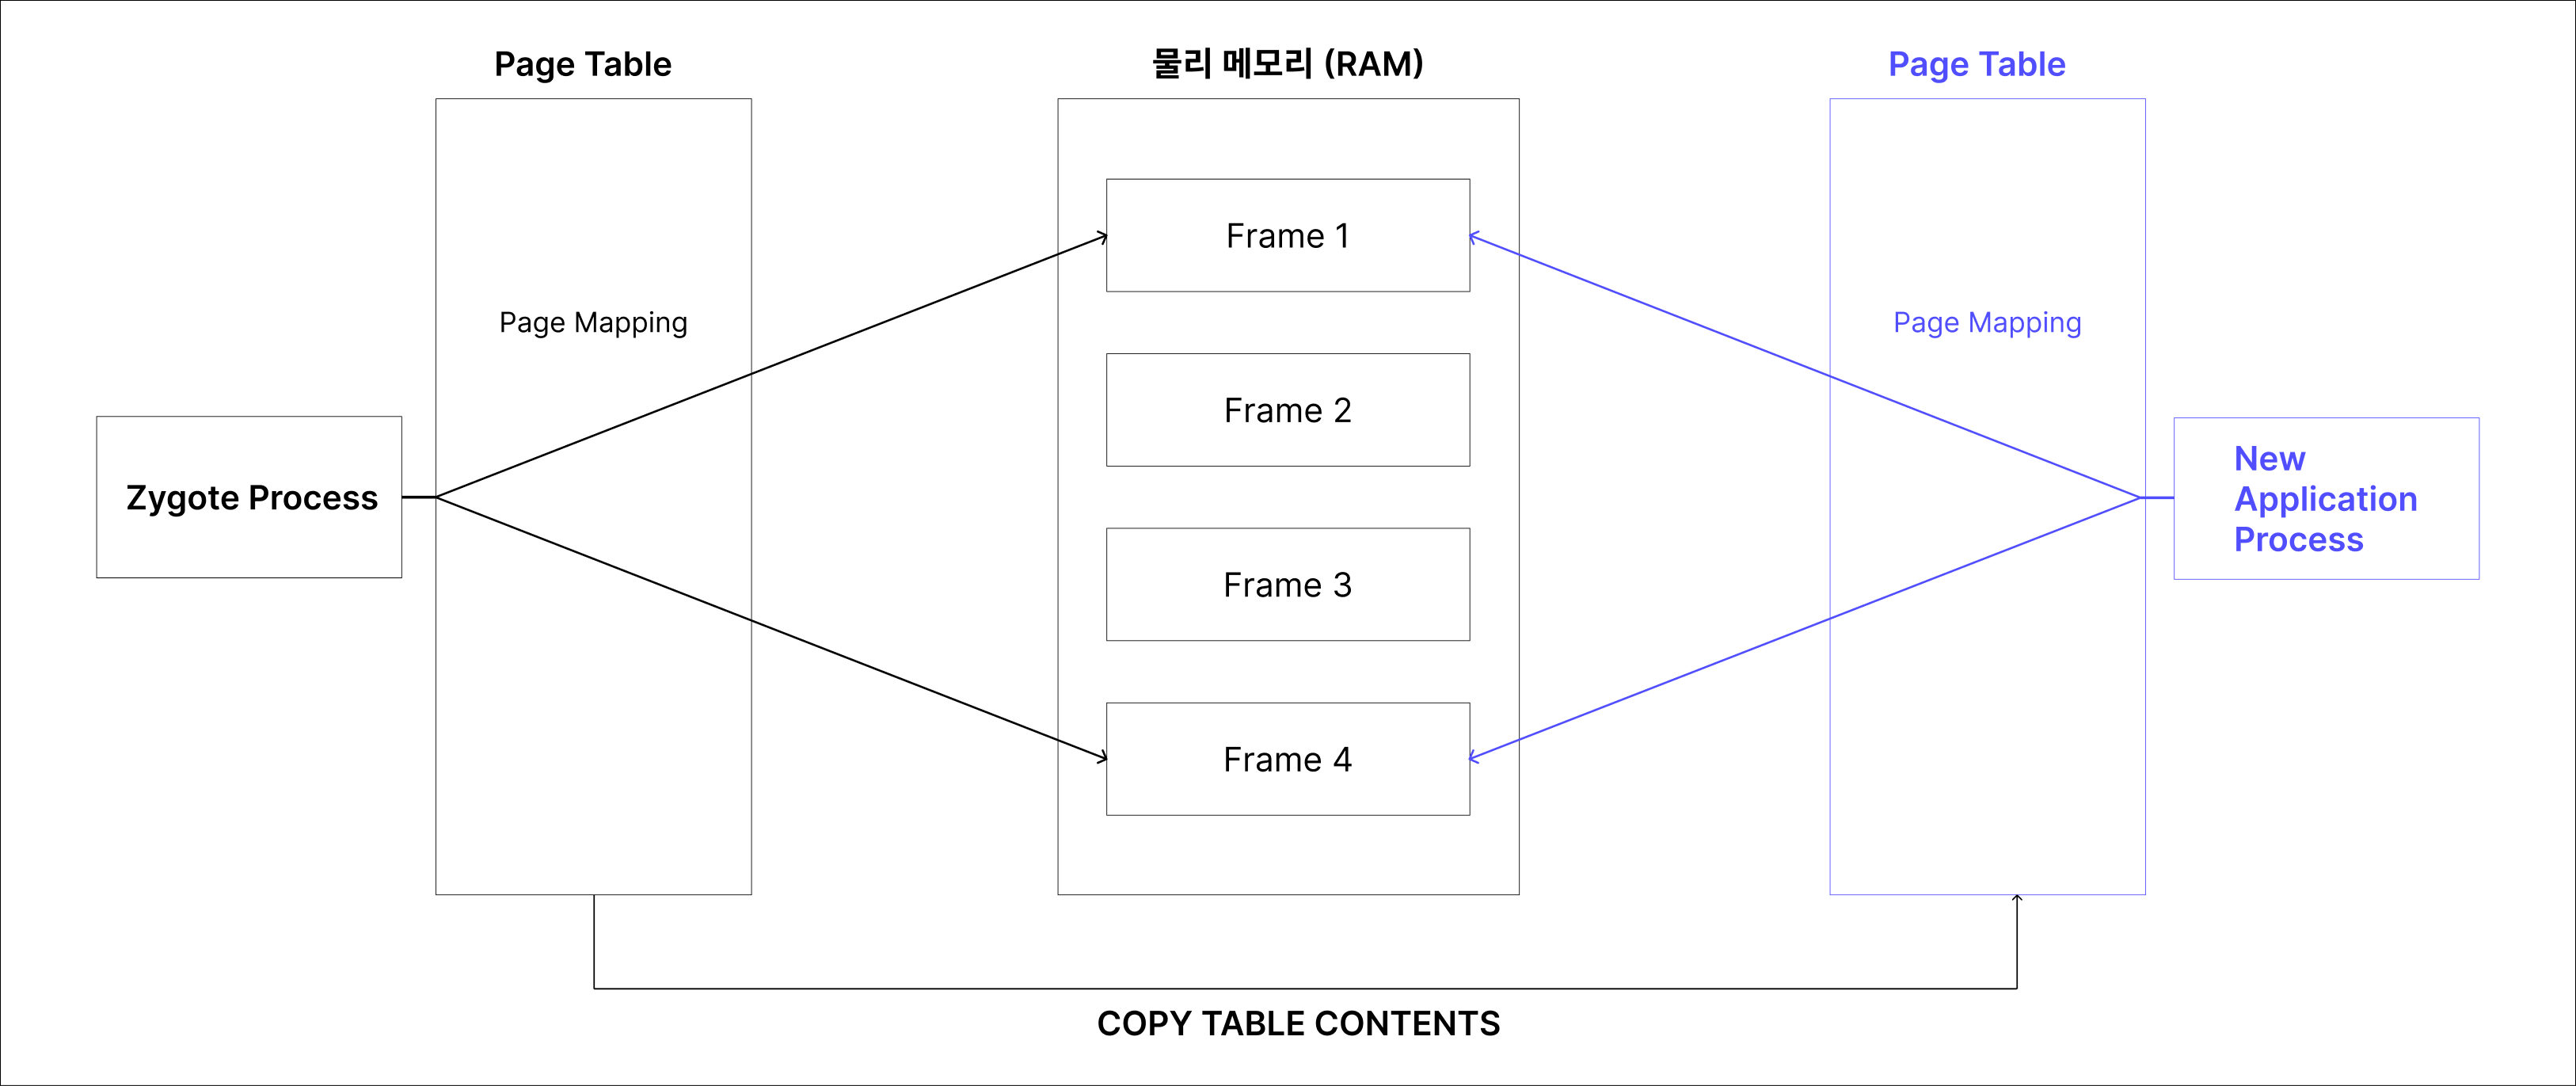 Page Table
물리 메모리 (RAM)
Page Table
Frame 1
Page Mapping
Page Mapping
Frame 2
Zygote Process
New
Application
Process
Frame 3
Frame 4
COPY TABLE CONTENTS